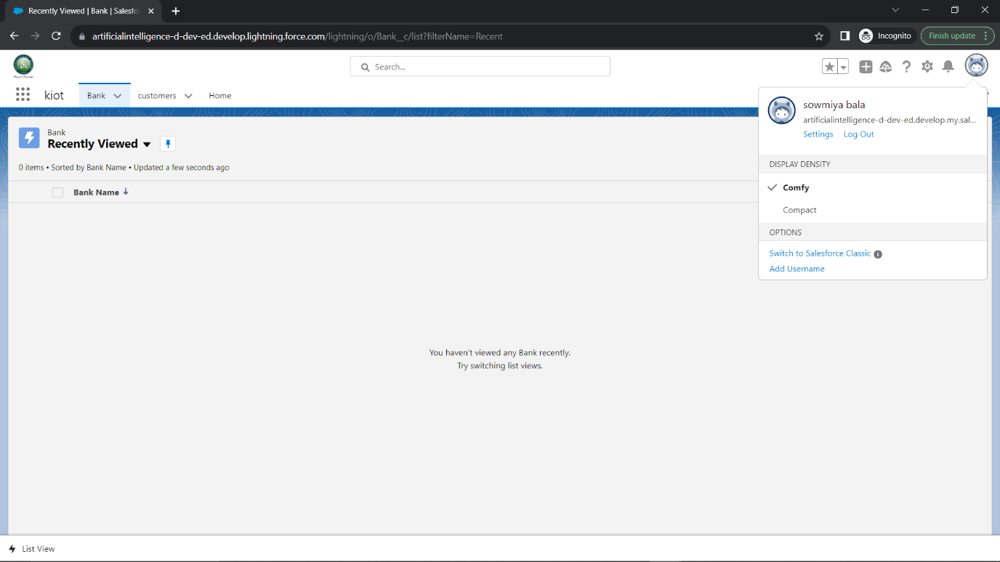 Recently Viewed | Bank | Salesfo
artificialintelligence-d-dev-ed.develop.lightning.force.com/lightning/o/Bank__c/list?filterName=Recent
Incognito
Finish update
Search...
kiot
Bank
customers
Home
sowmiya bala
artificialintelligence-d-dev-ed.develop.my.sal...
Settings Log Out
Bank
Recently Viewed
0 items • Sorted by Bank Name • Updated a few seconds ago
Bank Name
DISPLAY DENSITY
Comfy
Compact
OPTIONS
Switch to Salesforce Classic
Add Username
You haven't viewed any Bank recently.
Try switching list views.
List View